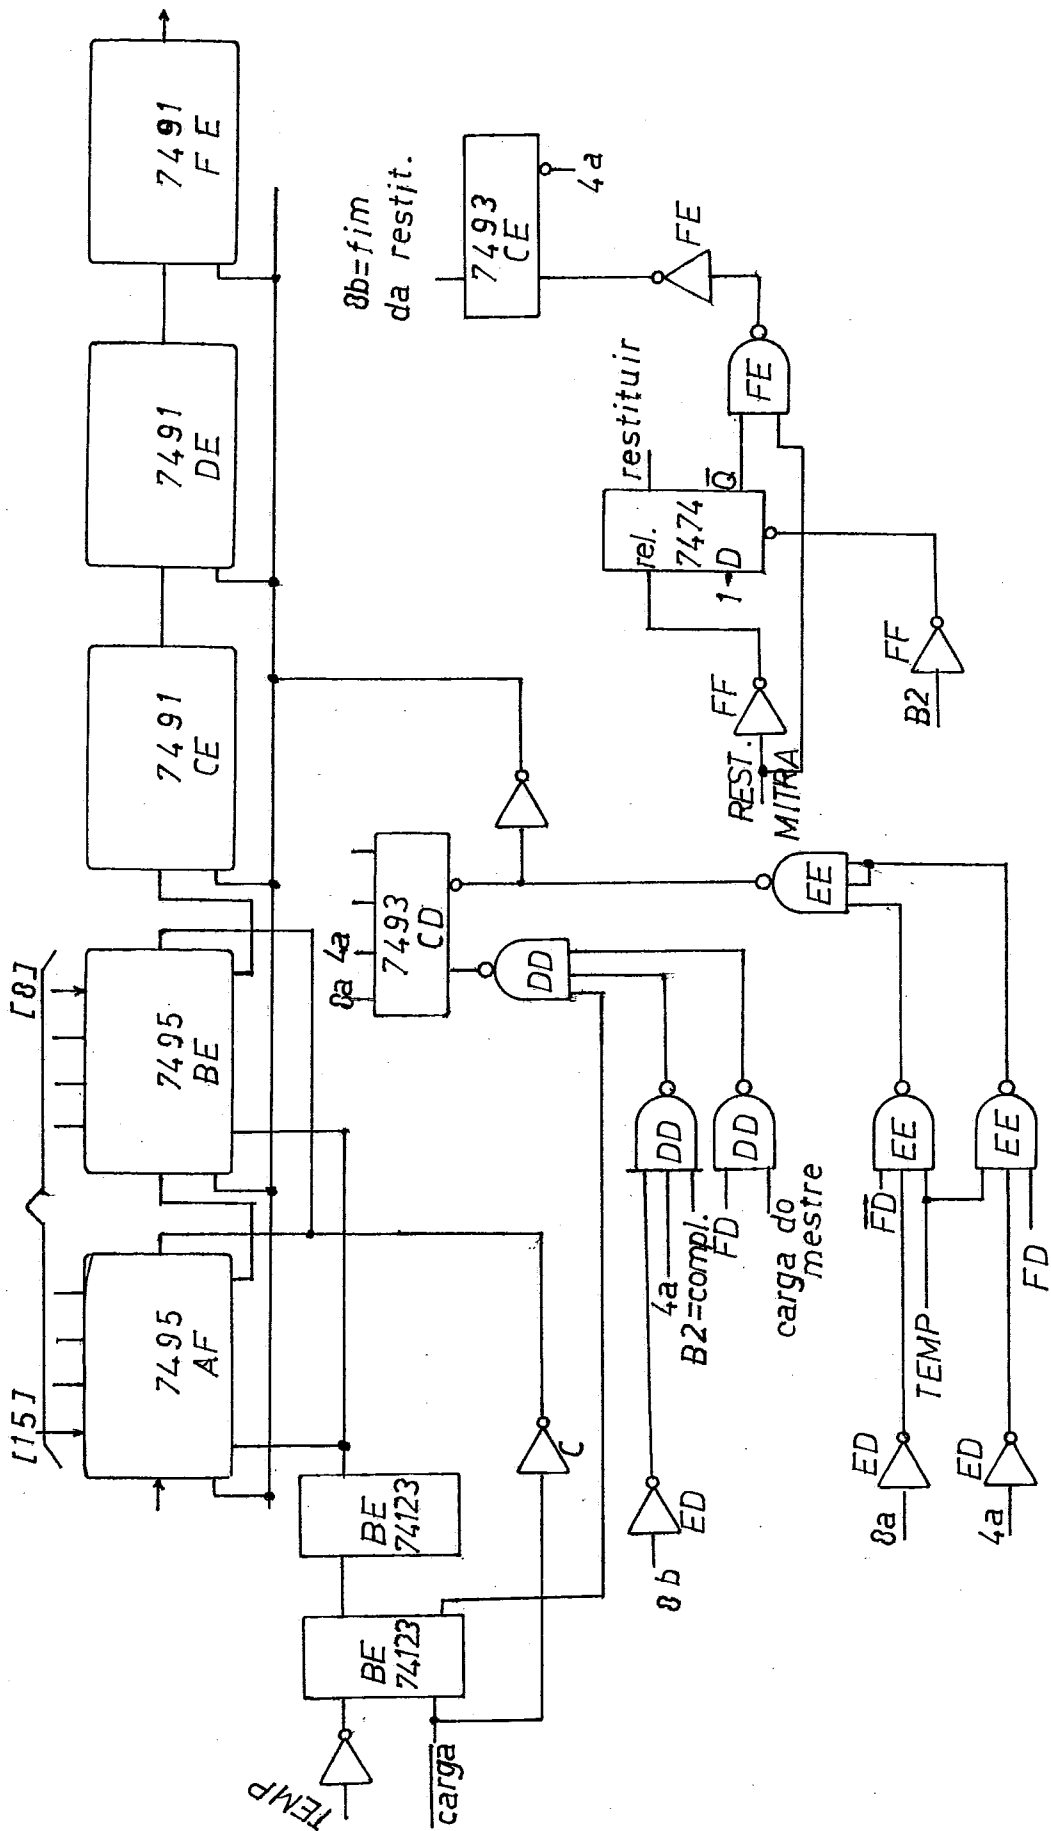 [15]
[8]
7495
AF
7495
BE
7491
CE
7491
DE
7491
FE
TEMP
carga
BE
74123
BE
74123
C
8a
4a
7493
CD
8b=fim
da restit.
7493
CE
4a
8b
ED
4a
B2=compl.
FD
carga do
mestre
DD
DD
DD
REST.
MITRA
FF
rel.
7474
1
D
Q̅
restituir
FE
FE
B2
FF
8a
ED
4a
ED
TEMP
F̅D̅
FD
EE
EE
EE